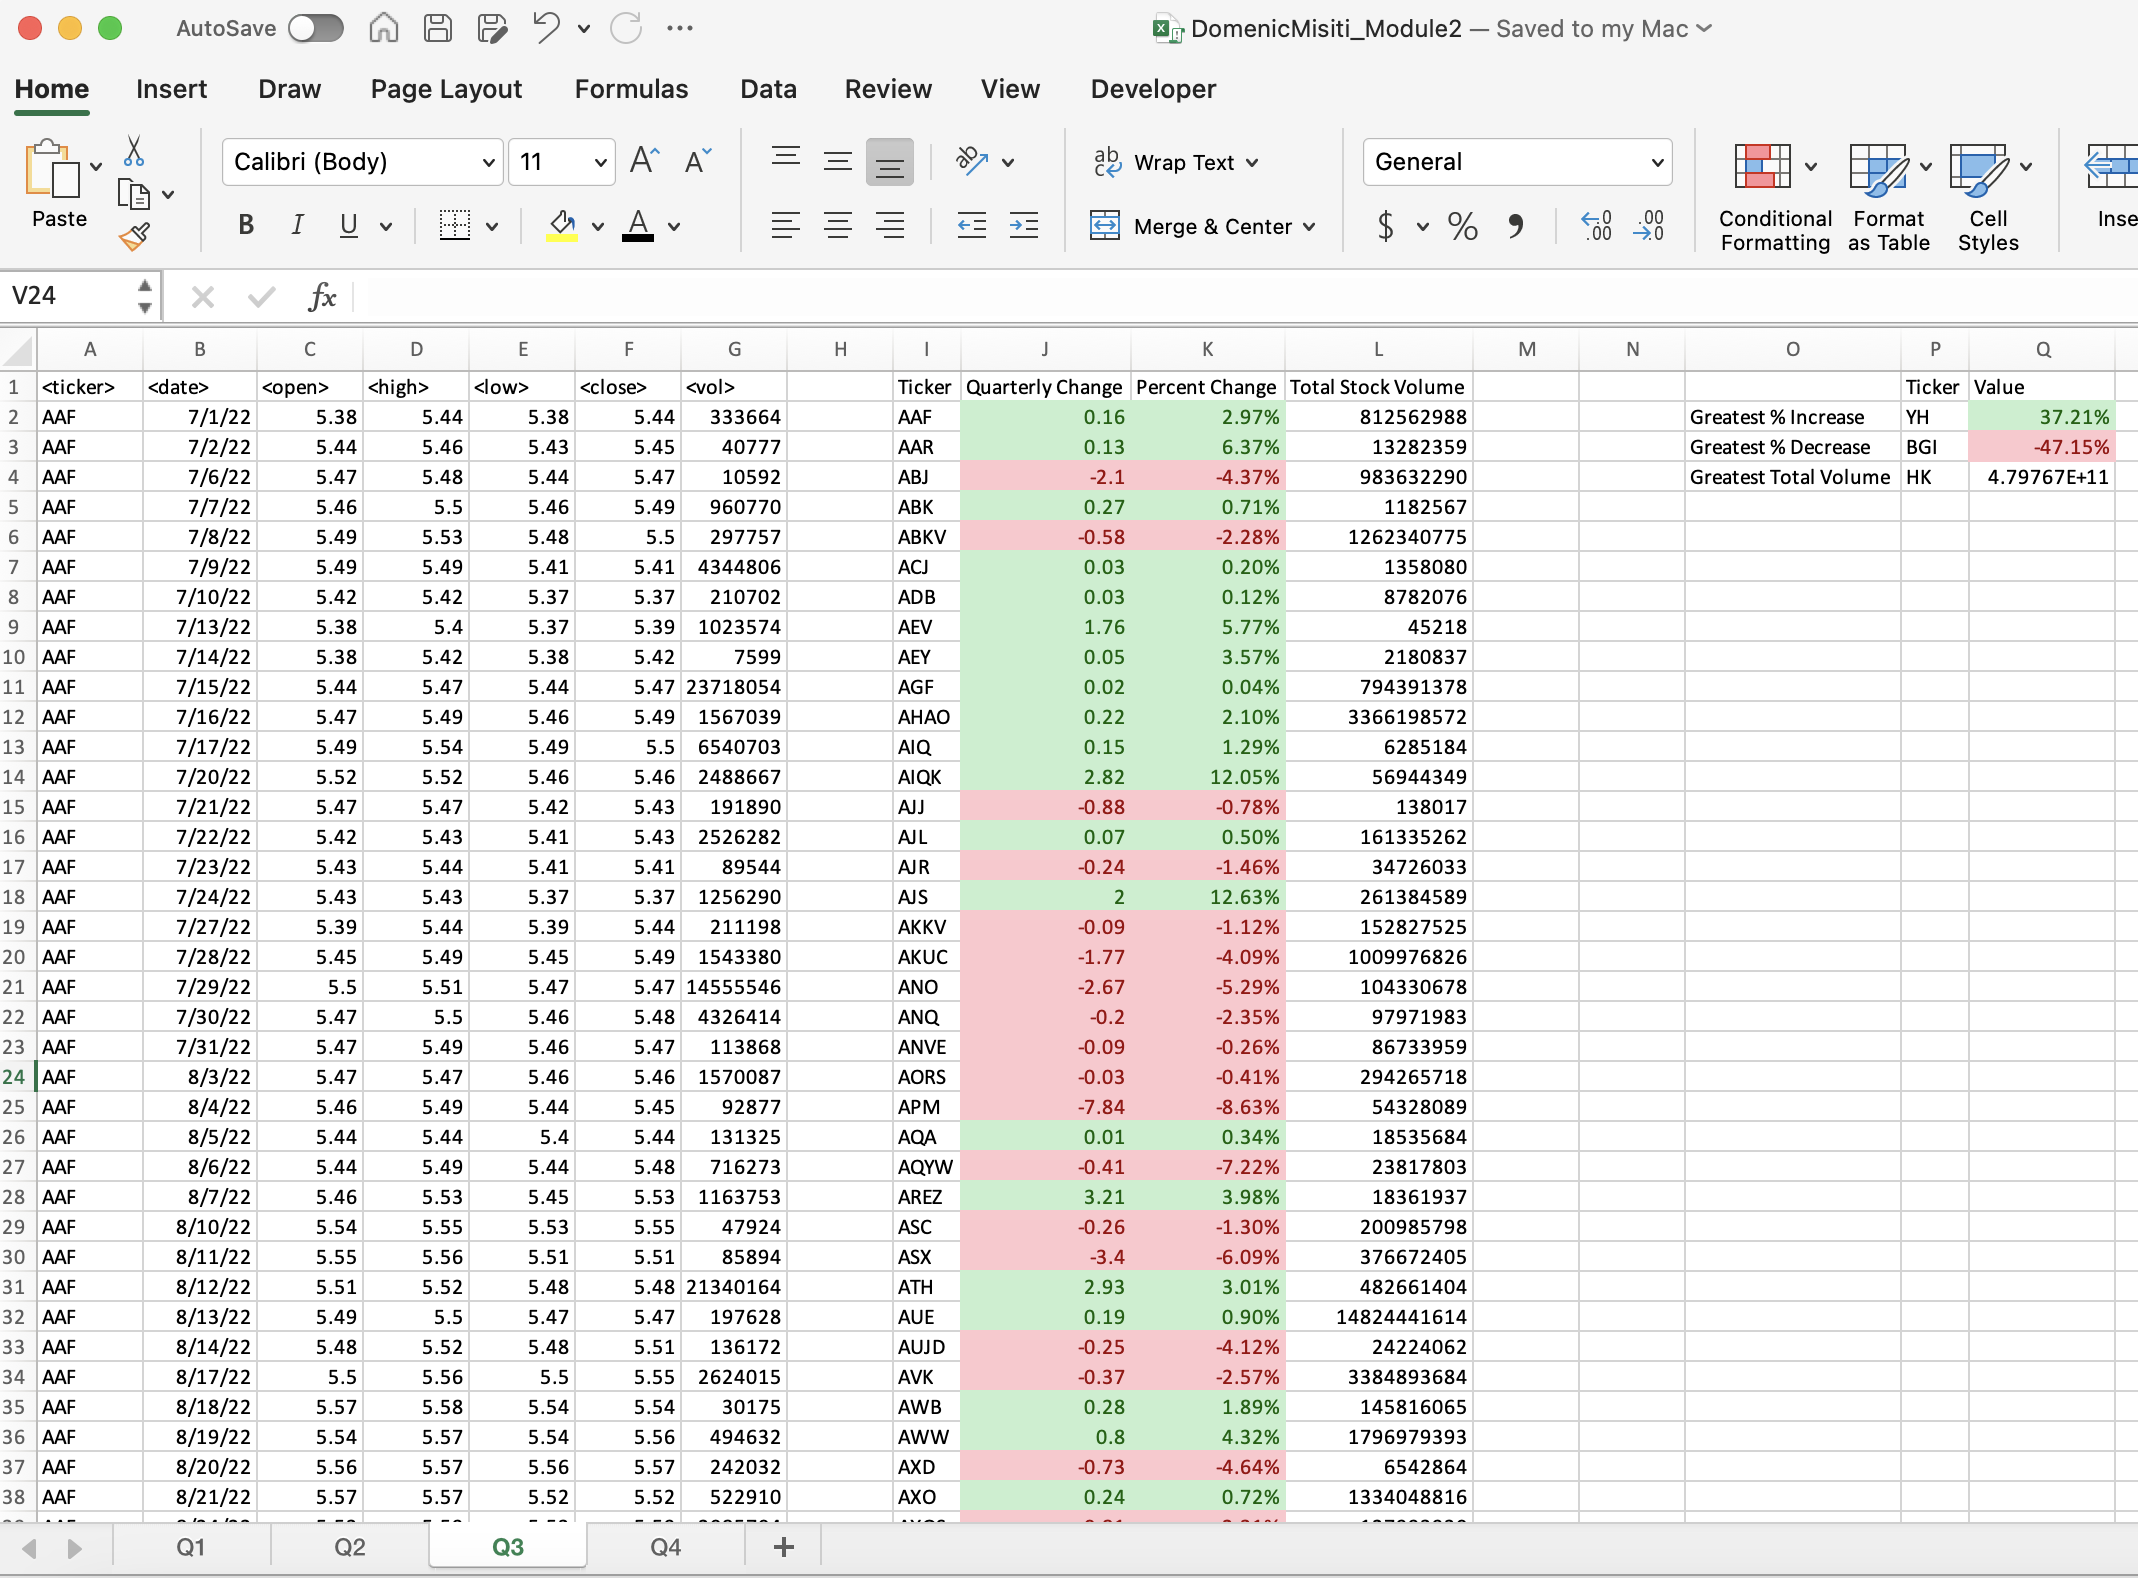 AutoSave DomenicMisiti_Module2 — Saved to my Mac
Home Insert Draw Page Layout Formulas Data Review View Developer
Paste Calibri (Body) 11 A A ab Wrap Text General
B I U A Merge & Center $ % , .00 .00 .0
Conditional Formatting Format as Table Cell Styles Inse
V24 fx
A B C D E F G H I J K L M N O P Q
1 <ticker> <date> <open> <high> <low> <close> <vol> Ticker Quarterly Change Percent Change Total Stock Volume Ticker Value
2 AAF 7/1/22 5.38 5.44 5.38 5.44 333664 AAF 0.16 2.97% 812562988 Greatest % Increase YH 37.21%
3 AAF 7/2/22 5.44 5.46 5.43 5.45 40777 AAR 0.13 6.37% 13282359 Greatest % Decrease BGI -47.15%
4 AAF 7/6/22 5.47 5.48 5.44 5.47 10592 ABJ -2.1 -4.37% 983632290 Greatest Total Volume HK 4.79767E+11
5 AAF 7/7/22 5.46 5.5 5.46 5.49 960770 ABK 0.27 0.71% 1182567
6 AAF 7/8/22 5.49 5.53 5.48 5.5 297757 ABKV -0.58 -2.28% 1262340775
7 AAF 7/9/22 5.49 5.49 5.41 5.41 4344806 ACJ 0.03 0.20% 1358080
8 AAF 7/10/22 5.42 5.42 5.37 5.37 210702 ADB 0.03 0.12% 8782076
9 AAF 7/13/22 5.38 5.4 5.37 5.39 1023574 AEV 1.76 5.77% 45218
10 AAF 7/14/22 5.38 5.42 5.38 5.42 7599 AEY 0.05 3.57% 2180837
11 AAF 7/15/22 5.44 5.47 5.44 5.47 23718054 AGF 0.02 0.04% 794391378
12 AAF 7/16/22 5.47 5.49 5.46 5.49 1567039 AHAO 0.22 2.10% 3366198572
13 AAF 7/17/22 5.49 5.54 5.49 5.5 6540703 AIQ 0.15 1.29% 6285184
14 AAF 7/20/22 5.52 5.52 5.46 5.46 2488667 AIQK 2.82 12.05% 56944349
15 AAF 7/21/22 5.47 5.47 5.42 5.43 191890 AJJ -0.88 -0.78% 138017
16 AAF 7/22/22 5.42 5.43 5.41 5.43 2526282 AJL 0.07 0.50% 161335262
17 AAF 7/23/22 5.43 5.44 5.41 5.41 89544 AJR -0.24 -1.46% 34726033
18 AAF 7/24/22 5.43 5.43 5.37 5.37 1256290 AJS 2 12.63% 261384589
19 AAF 7/27/22 5.39 5.44 5.39 5.44 211198 AKKV -0.09 -1.12% 152827525
20 AAF 7/28/22 5.45 5.49 5.45 5.49 1543380 AKUC -1.77 -4.09% 1009976826
21 AAF 7/29/22 5.5 5.51 5.47 5.47 14555546 ANO -2.67 -5.29% 104330678
22 AAF 7/30/22 5.47 5.5 5.46 5.48 4326414 ANQ -0.2 -2.35% 97971983
23 AAF 7/31/22 5.47 5.49 5.46 5.47 113868 ANVE -0.09 -0.26% 86733959
24 AAF 8/3/22 5.47 5.47 5.46 5.46 1570087 AORS -0.03 -0.41% 294265718
25 AAF 8/4/22 5.46 5.49 5.44 5.45 92877 APM -7.84 -8.63% 54328089
26 AAF 8/5/22 5.44 5.44 5.4 5.44 131325 AQA 0.01 0.34% 18535684
27 AAF 8/6/22 5.44 5.49 5.44 5.48 716273 AQYW -0.41 -7.22% 23817803
28 AAF 8/7/22 5.46 5.53 5.45 5.53 1163753 AREZ 3.21 3.98% 18361937
29 AAF 8/10/22 5.54 5.55 5.53 5.55 47924 ASC -0.26 -1.30% 200985798
30 AAF 8/11/22 5.55 5.56 5.51 5.51 85894 ASX -3.4 -6.09% 376672405
31 AAF 8/12/22 5.51 5.52 5.48 5.48 21340164 ATH 2.93 3.01% 482661404
32 AAF 8/13/22 5.49 5.5 5.47 5.47 197628 AUE 0.19 0.90% 14824441614
33 AAF 8/14/22 5.48 5.52 5.48 5.51 136172 AUJD -0.25 -4.12% 24224062
34 AAF 8/17/22 5.5 5.56 5.5 5.55 2624015 AVK -0.37 -2.57% 3384893684
35 AAF 8/18/22 5.57 5.58 5.54 5.54 30175 AWB 0.28 1.89% 145816065
36 AAF 8/19/22 5.54 5.57 5.54 5.56 494632 AWW 0.8 4.32% 1796979393
37 AAF 8/20/22 5.56 5.57 5.56 5.57 242032 AXD -0.73 -4.64% 6542864
38 AAF 8/21/22 5.57 5.57 5.52 5.52 522910 AXO 0.24 0.72% 1334048816
Q1 Q2 Q3 Q4 +